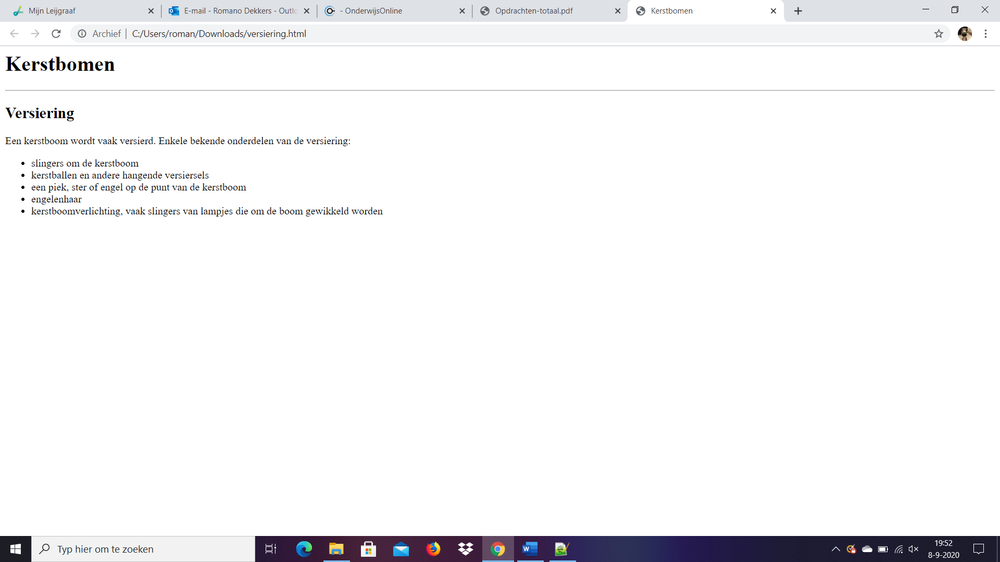 Mijn Leijgraaf
E-mail - Romano Dekkers - Outlo
- OnderwijsOnline
Opdrachten-totaal.pdf
Kerstbomen
Archief | C:/Users/roman/Downloads/versiering.html
Kerstbomen
Versiering
Een kerstboom wordt vaak versierd. Enkele bekende onderdelen van de versiering:
• slingers om de kerstboom
• kerstballen en andere hangende versiersels
• een piek, ster of engel op de punt van de kerstboom
• engelenhaar
• kerstboomverlichting, vaak slingers van lampjes die om de boom gewikkeld worden
Typ hier om te zoeken
19:52
8-9-2020